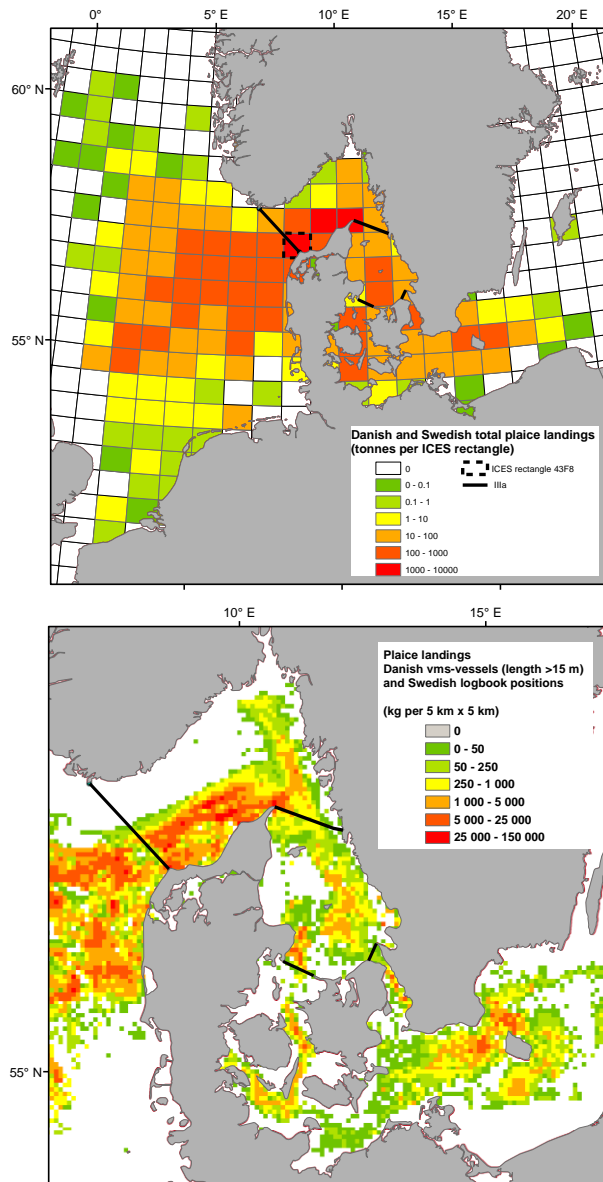 0° 5° E 10° E 15° E 20° E
60° N
55° N
Danish and Swedish total plaice landings
(tonnes per ICES rectangle)
0
0 - 0.1
0.1 - 1
1 - 10
10 - 100
100 - 1000
1000 - 10000
ICES rectangle 43F8
IIIa
10° E 15° E
Plaice landings
Danish vms-vessels (length >15 m)
and Swedish logbook positions
(kg per 5 km x 5 km)
0
0 - 50
50 - 250
250 - 1 000
1 000 - 5 000
5 000 - 25 000
25 000 - 150 000
55° N